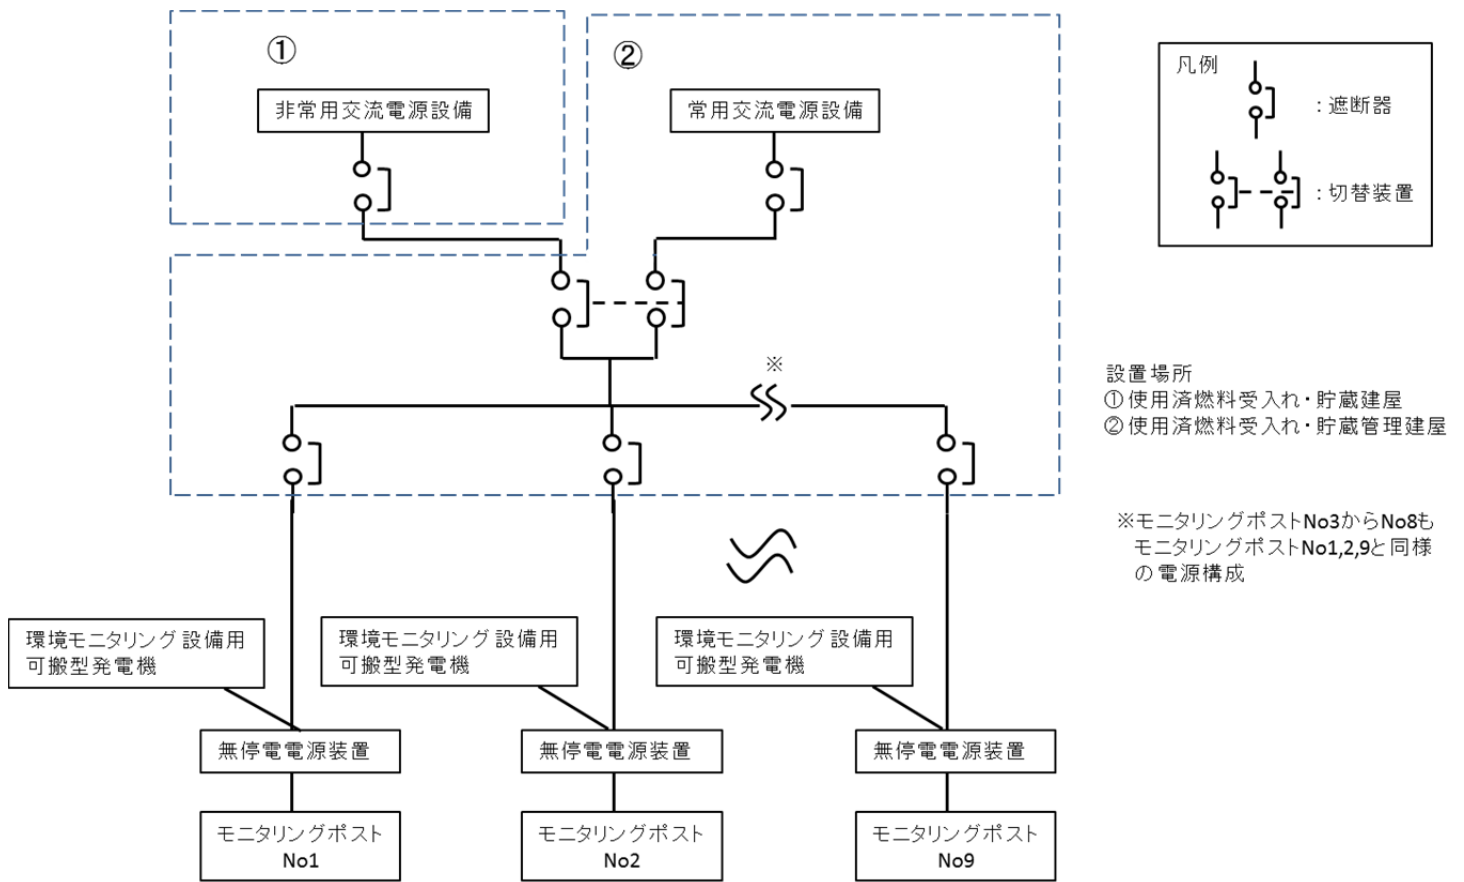 ①
②
非常用交流電源設備
常用交流電源設備
凡例
：遮断器
：切替装置
※
設置場所
①使用済燃料受入れ・貯蔵建屋
②使用済燃料受入れ・貯蔵管理建屋
※モニタリングポストNo3からNo8も
モニタリングポストNo1,2,9と同様
の電源構成
環境モニタリング設備用
可搬型発電機
環境モニタリング設備用
可搬型発電機
環境モニタリング設備用
可搬型発電機
無停電電源装置
無停電電源装置
無停電電源装置
モニタリングポスト
No1
モニタリングポスト
No2
モニタリングポスト
No9